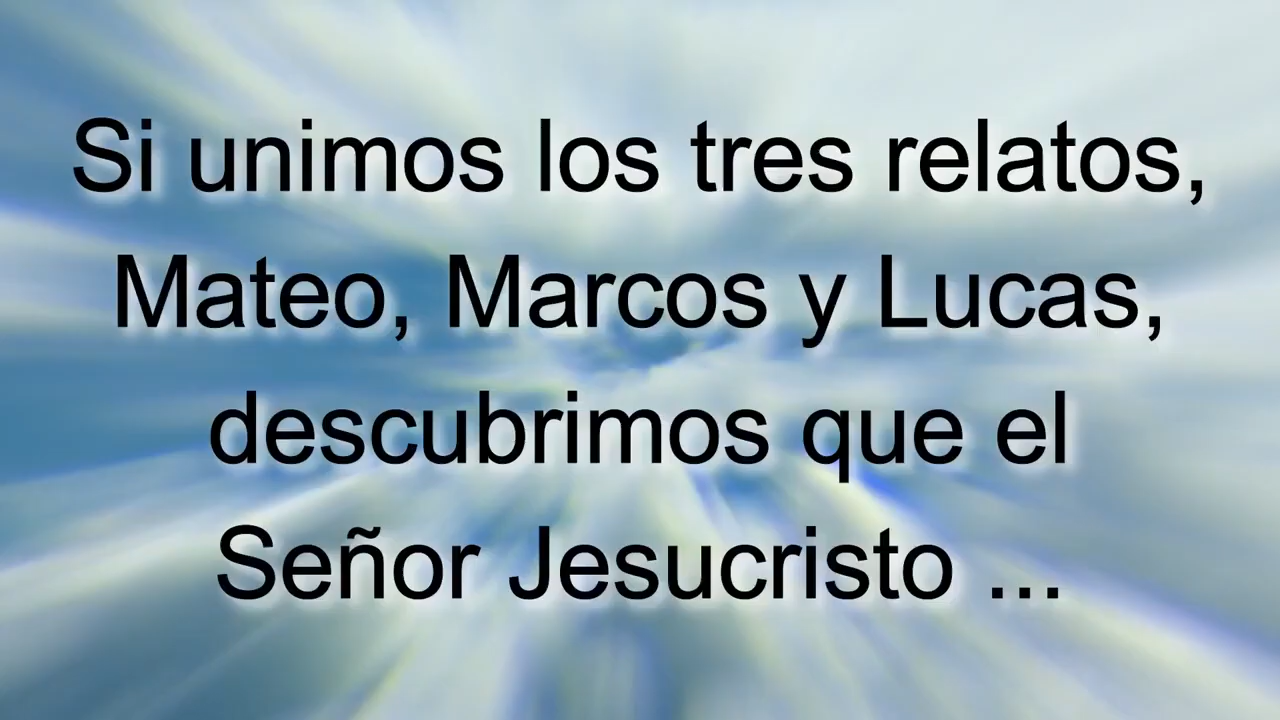 Si unimos los tres relatos,
Mateo, Marcos y Lucas,
descubrimos que el
Señor Jesucristo ...